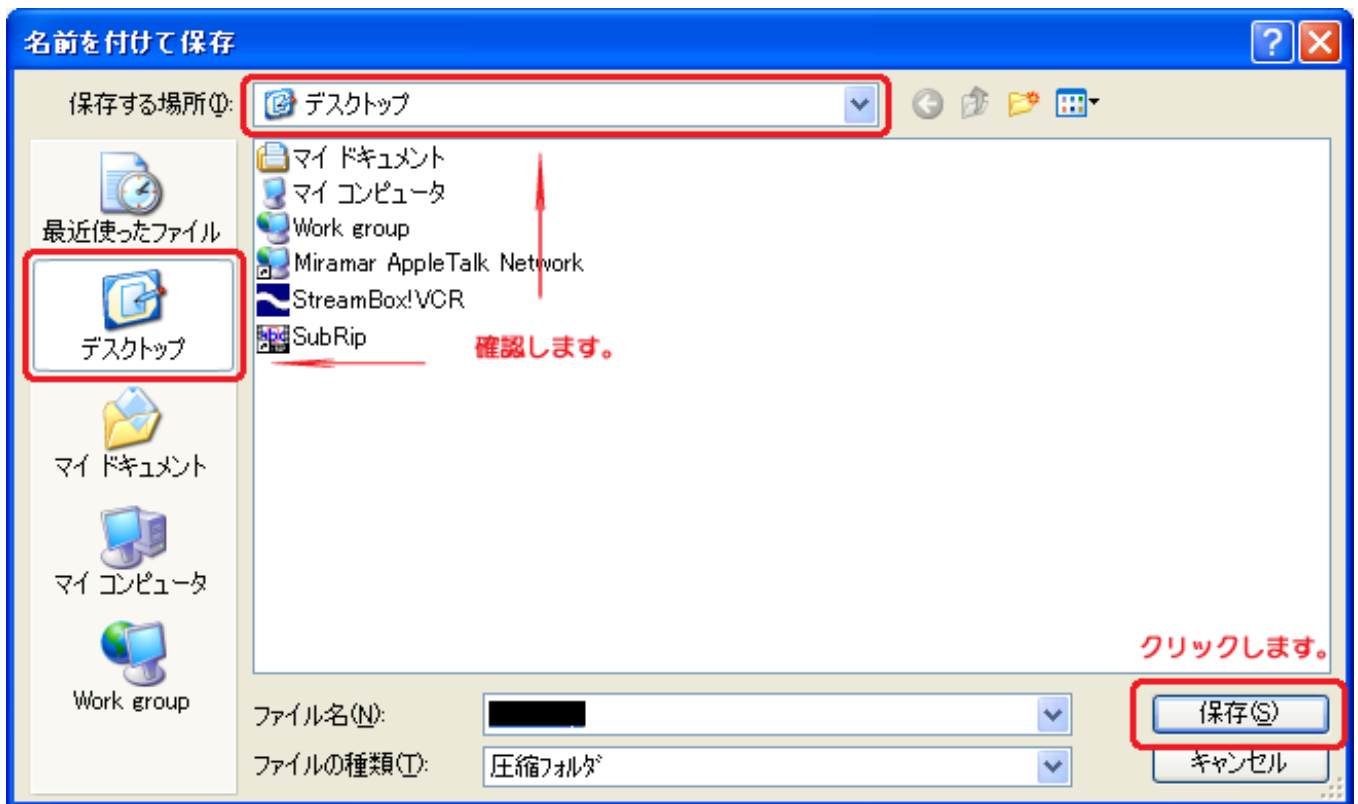 名前を付けて保存
保存する場所(I):
デスクトップ
最近使ったファイル
デスクトップ
マイ ドキュメント
マイ コンピュータ
Work group
マイ ドキュメント
マイ コンピュータ
Work group
Miramar AppleTalk Network
StreamBox!VCR
SubRip
確認します。
クリックします。
ファイル名(N):
保存(S)
ファイルの種類(T):
圧縮フォルダ
キャンセル